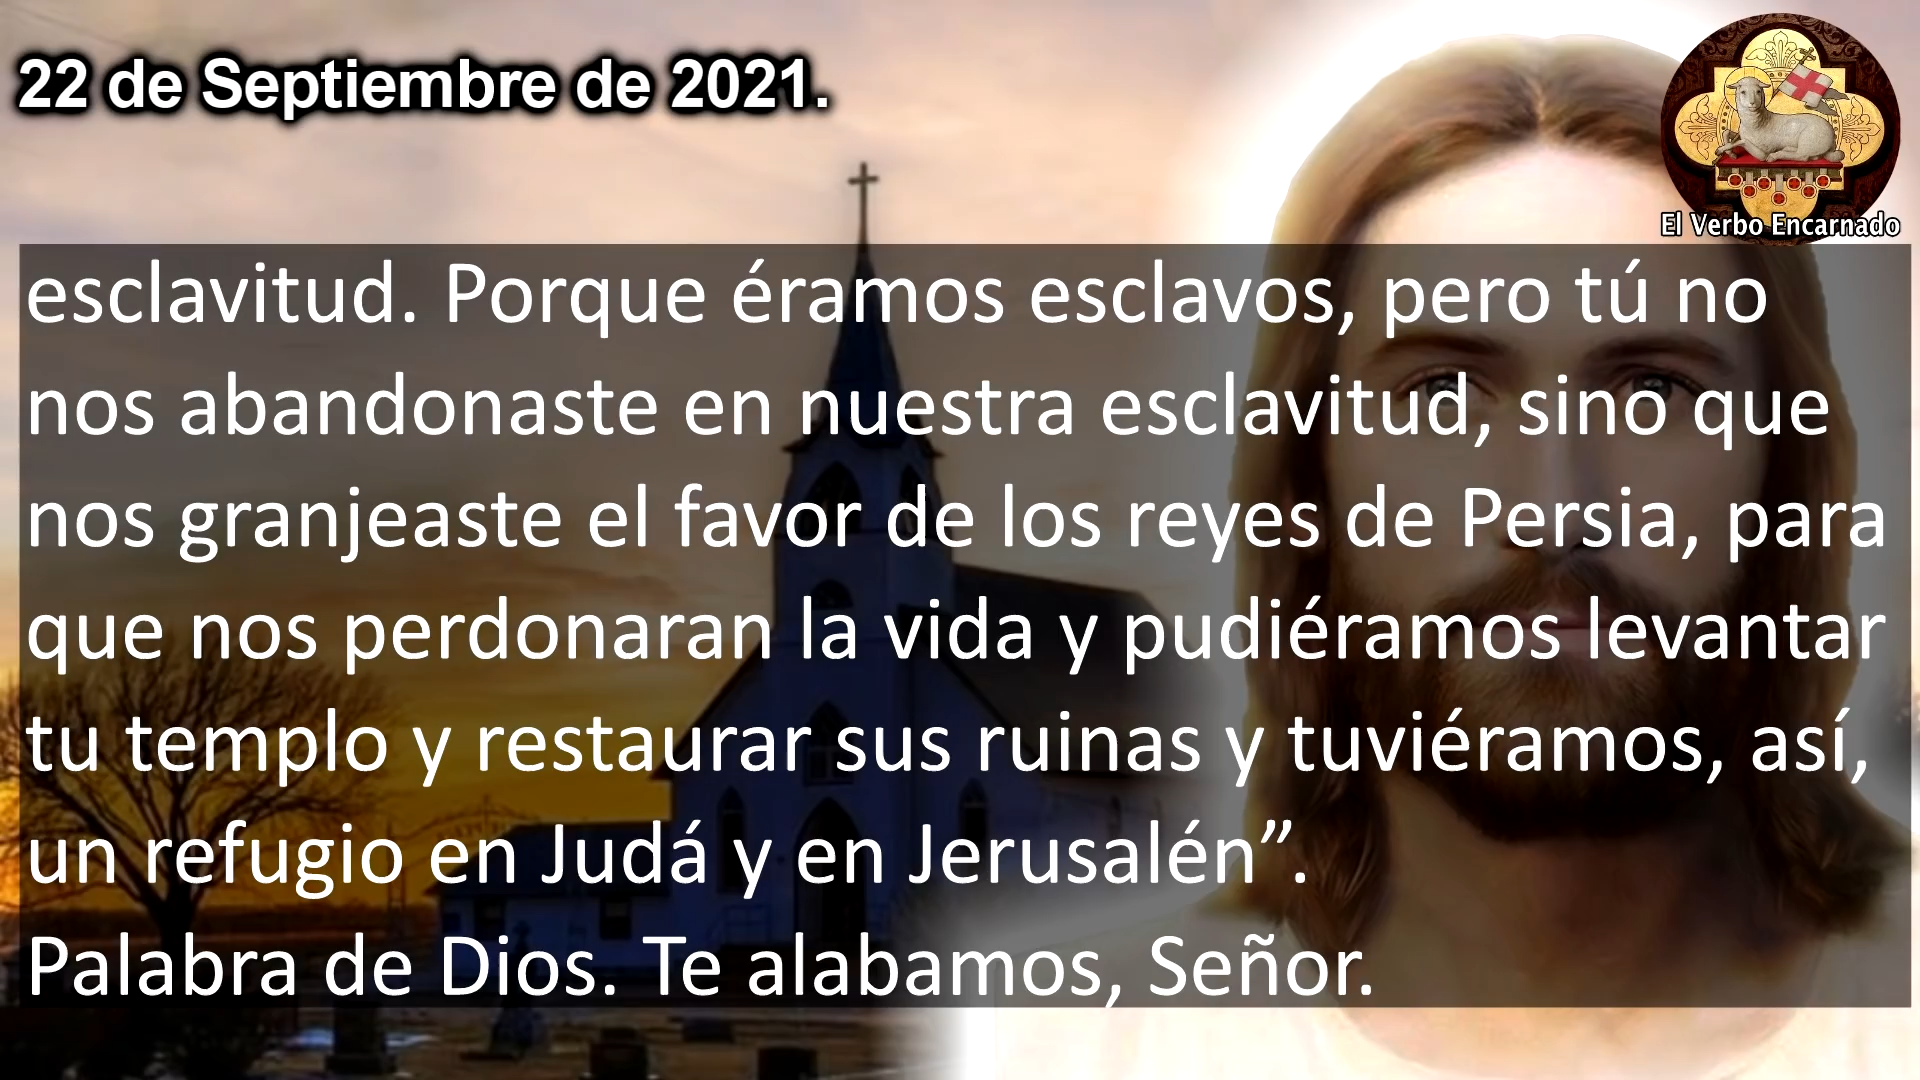 22 de Septiembre de 2021.
El Verbo Encarnado
esclavitud. Porque éramos esclavos, pero tú no
nos abandonaste en nuestra esclavitud, sino que
nos granjeaste el favor de los reyes de Persia, para
que nos perdonaran la vida y pudiéramos levantar
tu templo y restaurar sus ruinas y tuviéramos, así,
un refugio en Judá y en Jerusalén”.
Palabra de Dios. Te alabamos, Señor.